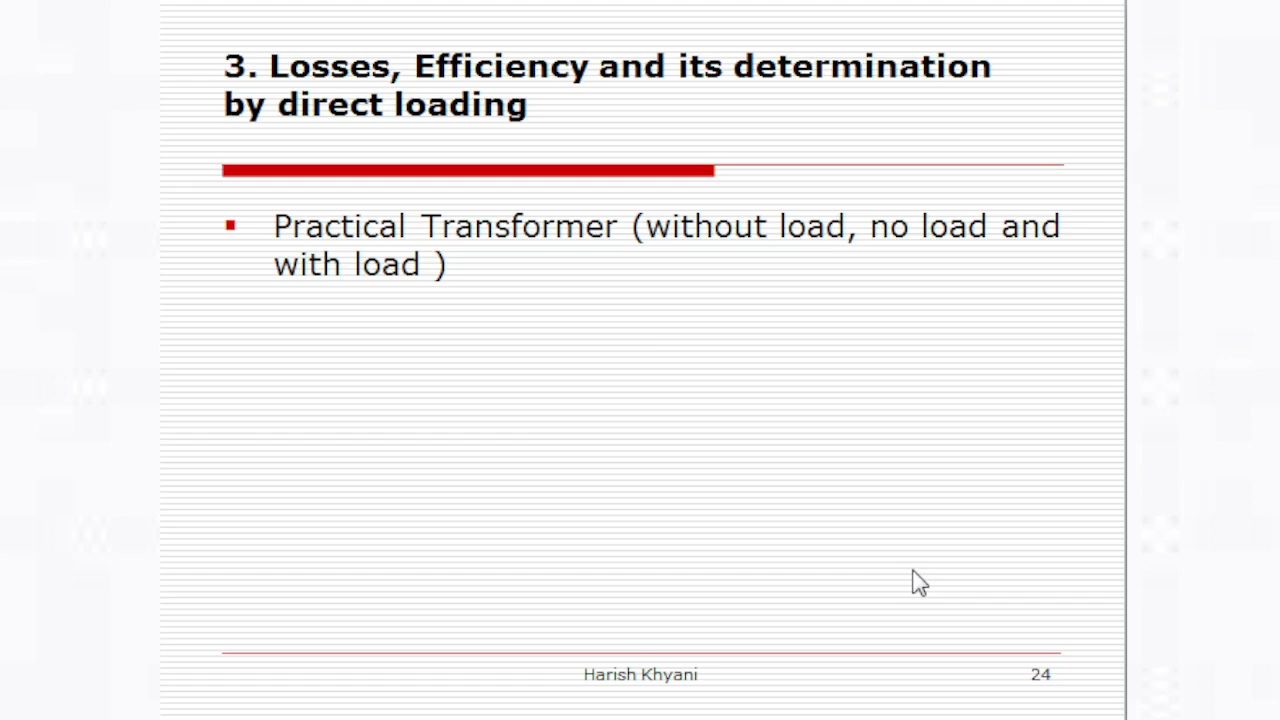 3. Losses, Efficiency and its determination
by direct loading
Practical Transformer (without load, no load and
with load )
Harish Khyani
24